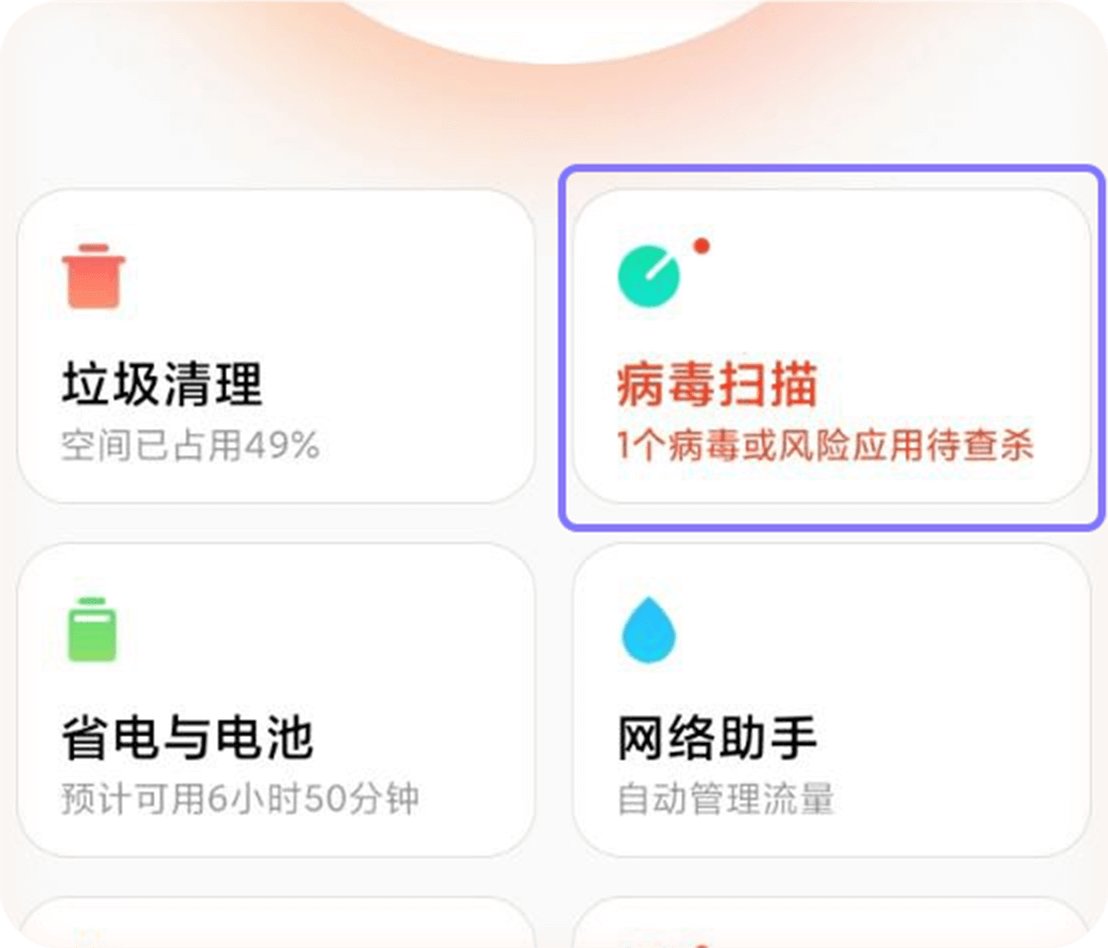 垃圾清理
空间已占用49%
病毒扫描
1个病毒或风险应用待查杀
省电与电池
预计可用6小时50分钟
网络助手
自动管理流量